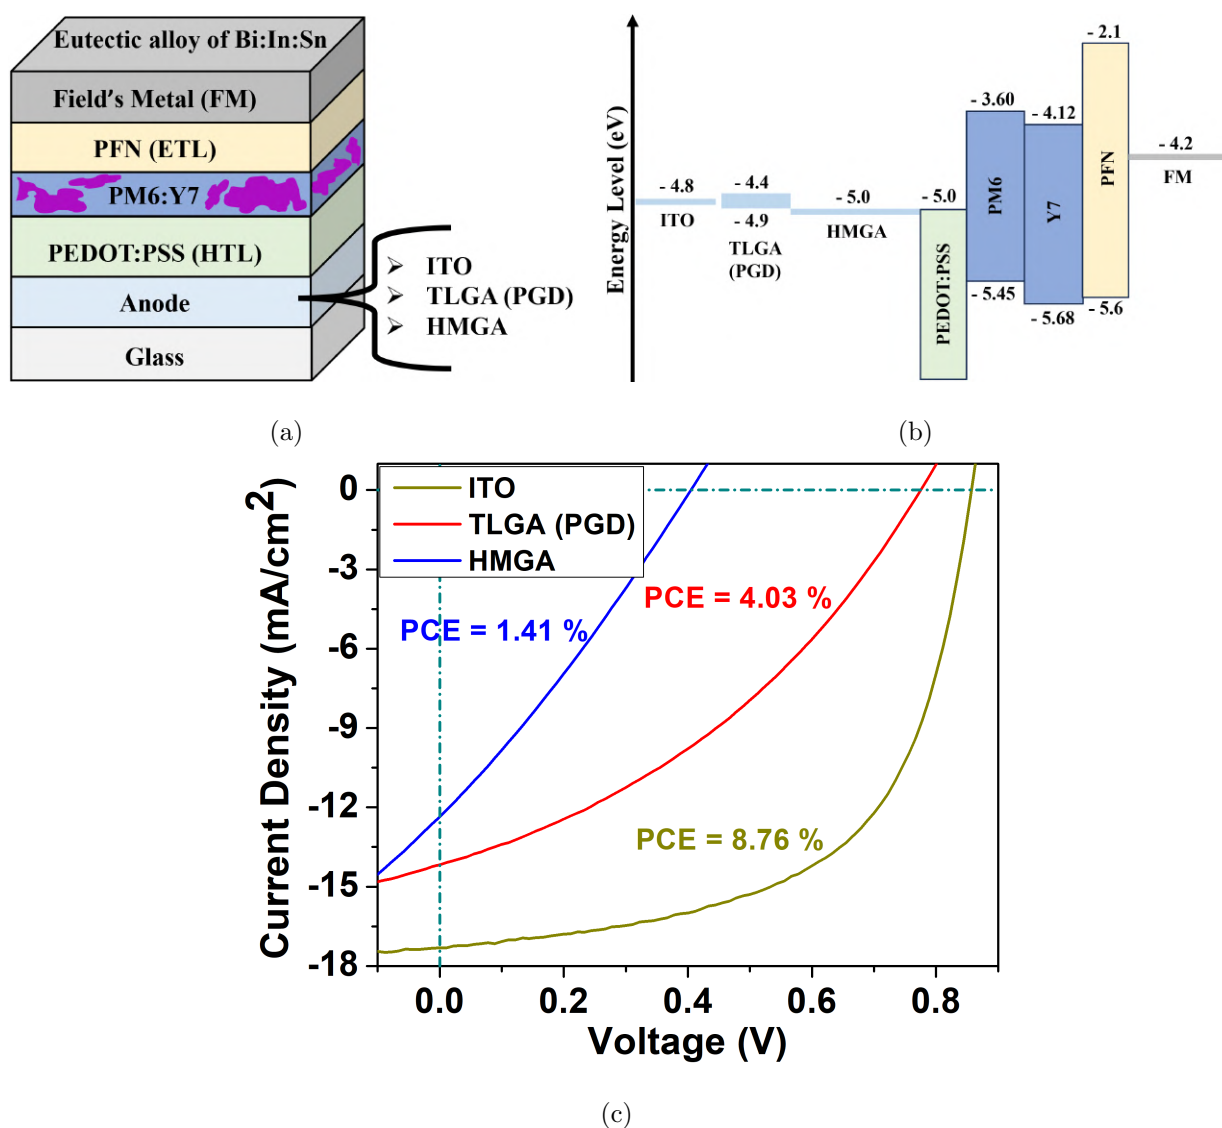 Eutectic alloy of Bi:In:Sn
Field's Metal (FM)
PFN (ETL)
PM6:Y7
PEDOT:PSS (HTL)
Anode
Glass
➢ ITO
➢ TLGA (PGD)
➢ HMGA
(a)
Energy Level (eV)
- 4.8
ITO
- 4.4
- 4.9
TLGA
(PGD)
- 5.0
HMGA
- 5.0
PEDOT:PSS
- 3.60
PM6
- 5.45
- 4.12
Y7
- 5.68
- 2.1
PFN
- 5.6
- 4.2
FM
(b)
Current Density (mA/cm²)
0
-3
-6
-9
-12
-15
-18
ITO
TLGA (PGD)
HMGA
PCE = 1.41 %
PCE = 4.03 %
PCE = 8.76 %
0.0 0.2 0.4 0.6 0.8
Voltage (V)
(c)